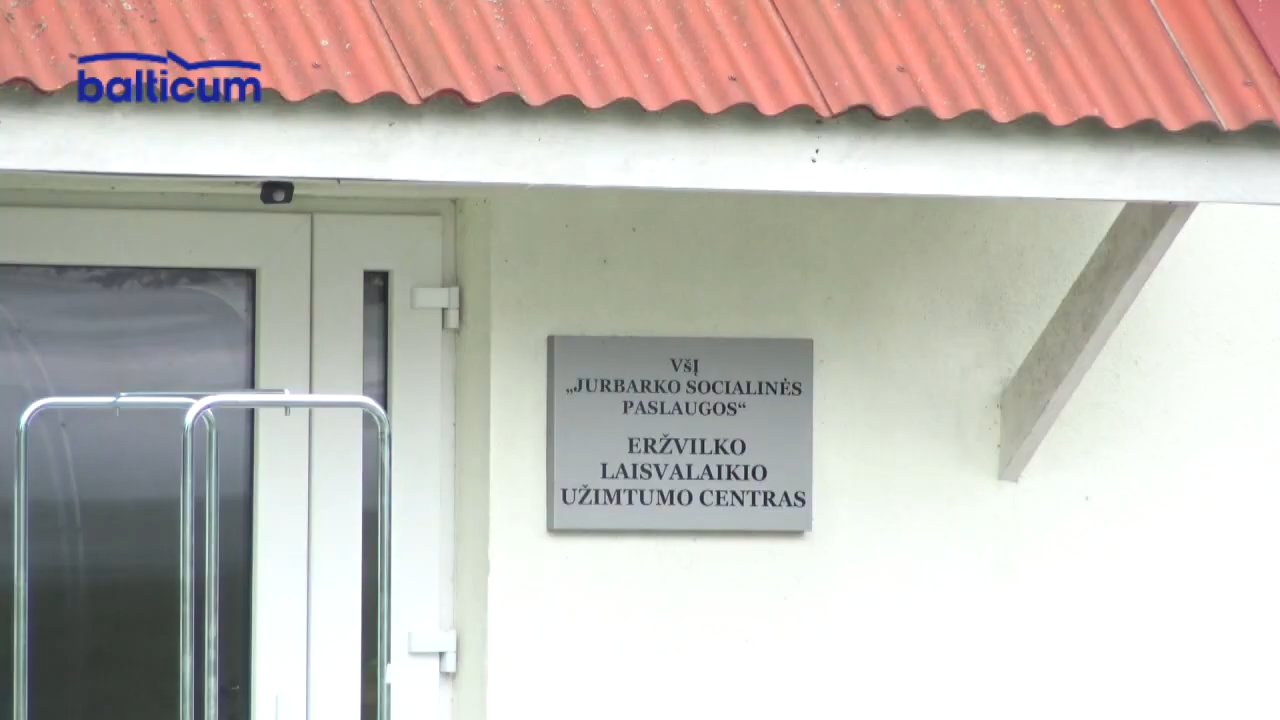 balticum
VšĮ
„JURBARKO SOCIALINĖS
PASLAUGOS“
ERŽVILKO
LAISVALAIKIO
UŽIMTUMO CENTRAS